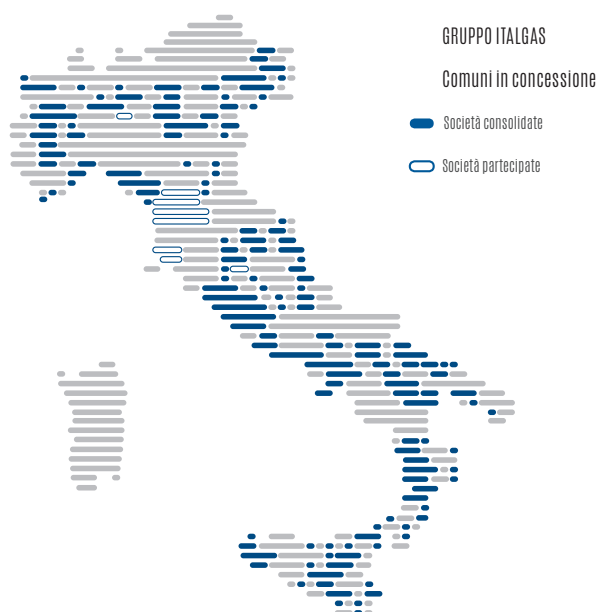 GRUPPO ITALGAS
Comuni in concessione
Società consolidate
Società partecipate